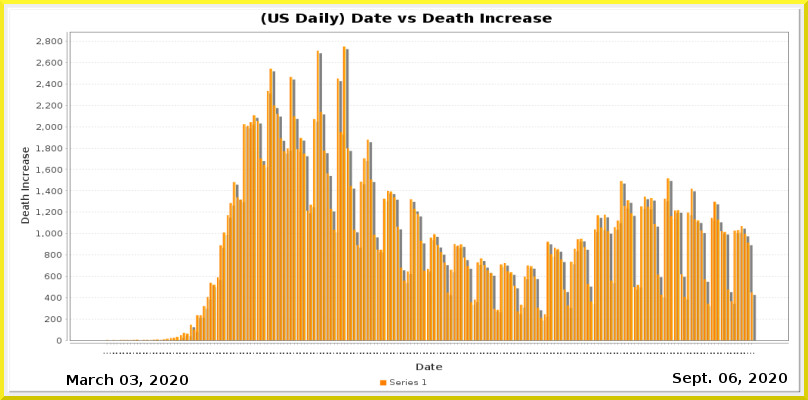 (US Daily) Date vs Death Increase
2,800
2,600
2,400
2,200
2,000
1,800
1,600
1,400
1,200
1,000
800
600
400
200
0
Death Increase
Date
March 03, 2020
Series 1
Sept. 06, 2020